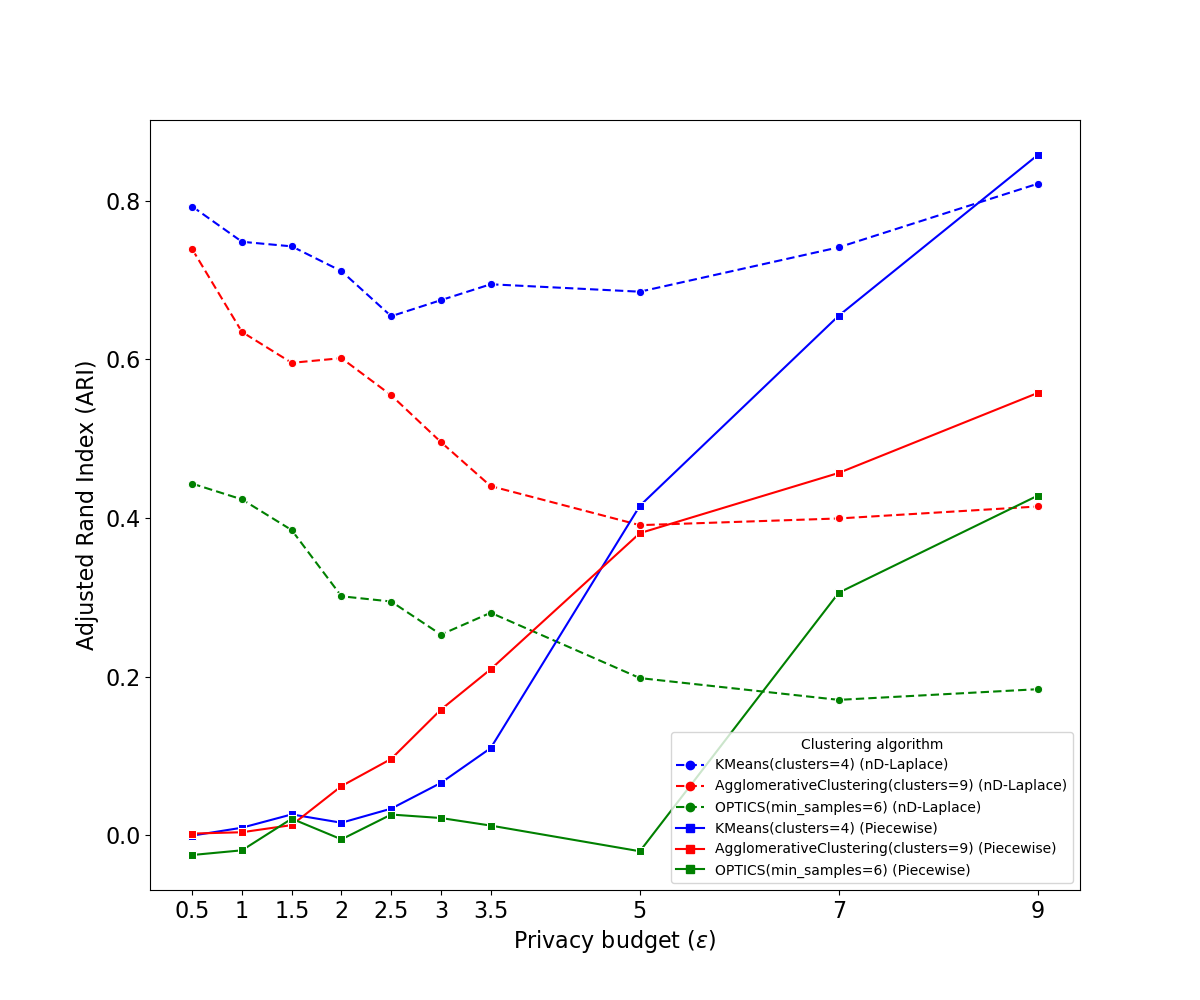 0.8
0.6
0.4
0.2
0.0
Adjusted Rand Index (ARI)
0.5 1 1.5 2 2.5 3 3.5 5 7 9
Privacy budget (ε)
Clustering algorithm
KMeans(clusters=4) (nD-Laplace)
AgglomerativeClustering(clusters=9) (nD-Laplace)
OPTICS(min_samples=6) (nD-Laplace)
KMeans(clusters=4) (Piecewise)
AgglomerativeClustering(clusters=9) (Piecewise)
OPTICS(min_samples=6) (Piecewise)